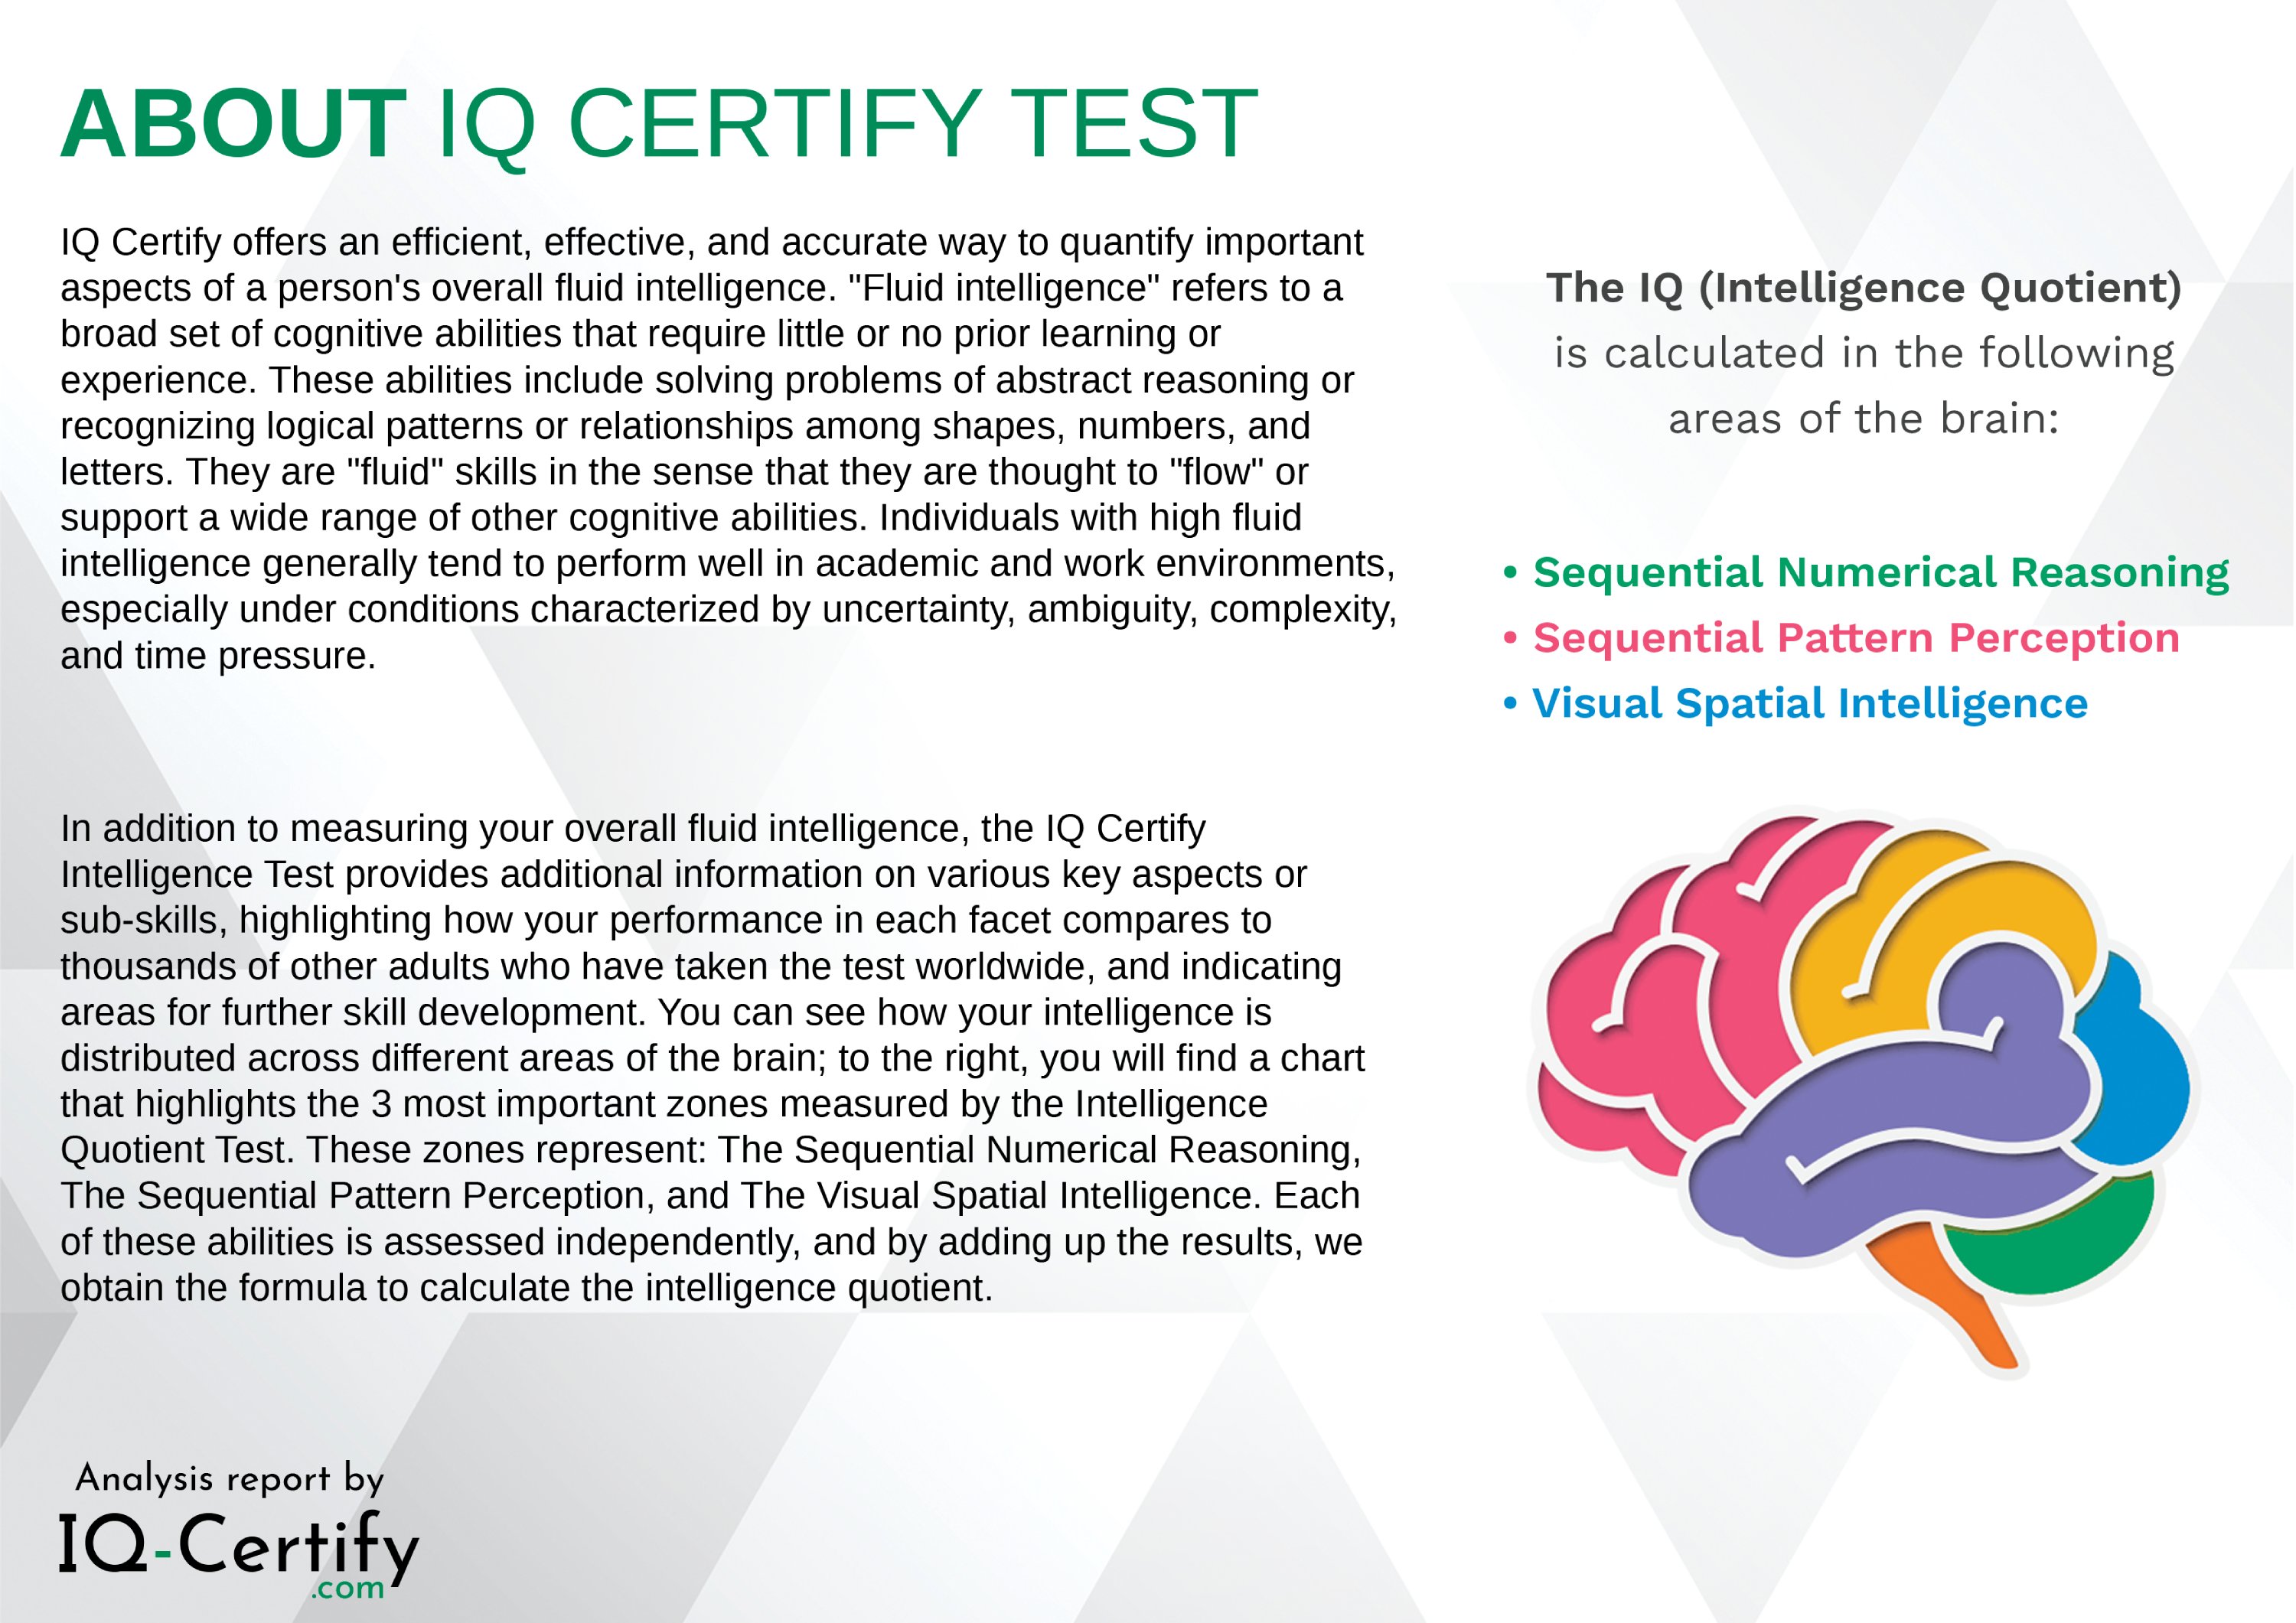 ABOUT IQ CERTIFY TEST
IQ Certify offers an efficient, effective, and accurate way to quantify important
aspects of a person's overall fluid intelligence. "Fluid intelligence" refers to a
broad set of cognitive abilities that require little or no prior learning or
experience. These abilities include solving problems of abstract reasoning or
recognizing logical patterns or relationships among shapes, numbers, and
letters. They are "fluid" skills in the sense that they are thought to "flow" or
support a wide range of other cognitive abilities. Individuals with high fluid
intelligence generally tend to perform well in academic and work environments,
especially under conditions characterized by uncertainty, ambiguity, complexity,
and time pressure.
In addition to measuring your overall fluid intelligence, the IQ Certify
Intelligence Test provides additional information on various key aspects or
sub-skills, highlighting how your performance in each facet compares to
thousands of other adults who have taken the test worldwide, and indicating
areas for further skill development. You can see how your intelligence is
distributed across different areas of the brain; to the right, you will find a chart
that highlights the 3 most important zones measured by the Intelligence
Quotient Test. These zones represent: The Sequential Numerical Reasoning,
The Sequential Pattern Perception, and The Visual Spatial Intelligence. Each
of these abilities is assessed independently, and by adding up the results, we
obtain the formula to calculate the intelligence quotient.
The IQ (Intelligence Quotient)
is calculated in the following
areas of the brain:
• Sequential Numerical Reasoning
• Sequential Pattern Perception
• Visual Spatial Intelligence
Analysis report by
IQ-Certify
.com